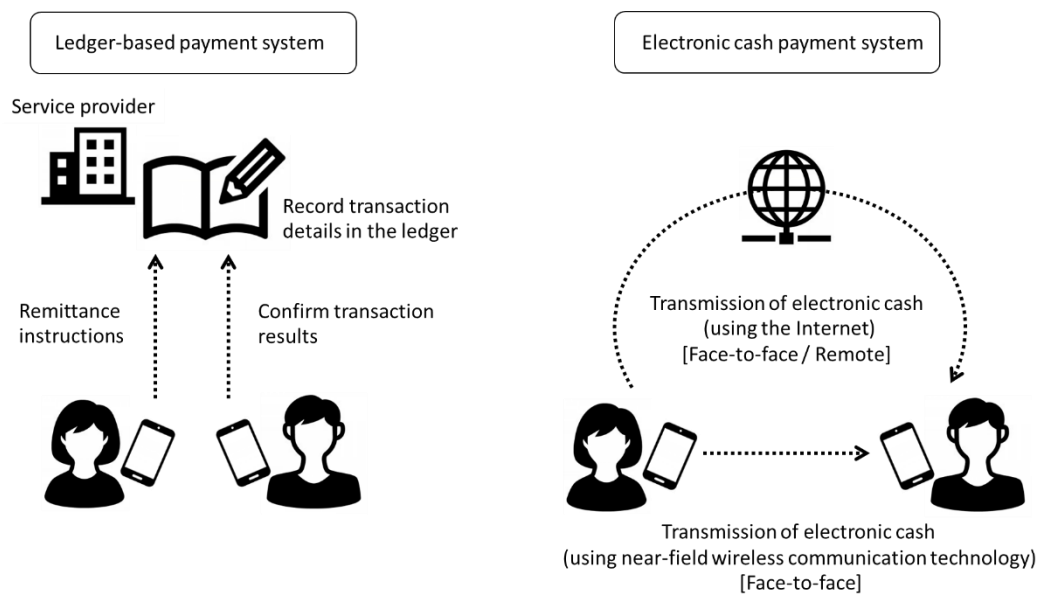 Ledger-based payment system
Service provider
Record transaction
details in the ledger
Remittance
instructions
Confirm transaction
results
Electronic cash payment system
Transmission of electronic cash
(using the Internet)
[Face-to-face / Remote]
Transmission of electronic cash
(using near-field wireless communication technology)
[Face-to-face]